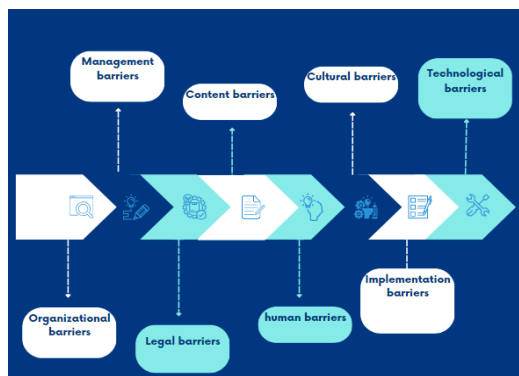 Management
barriers
Content barriers
Cultural barriers
Technological
barriers
Organizational
barriers
Legal barriers
human barriers
Implementation
barriers